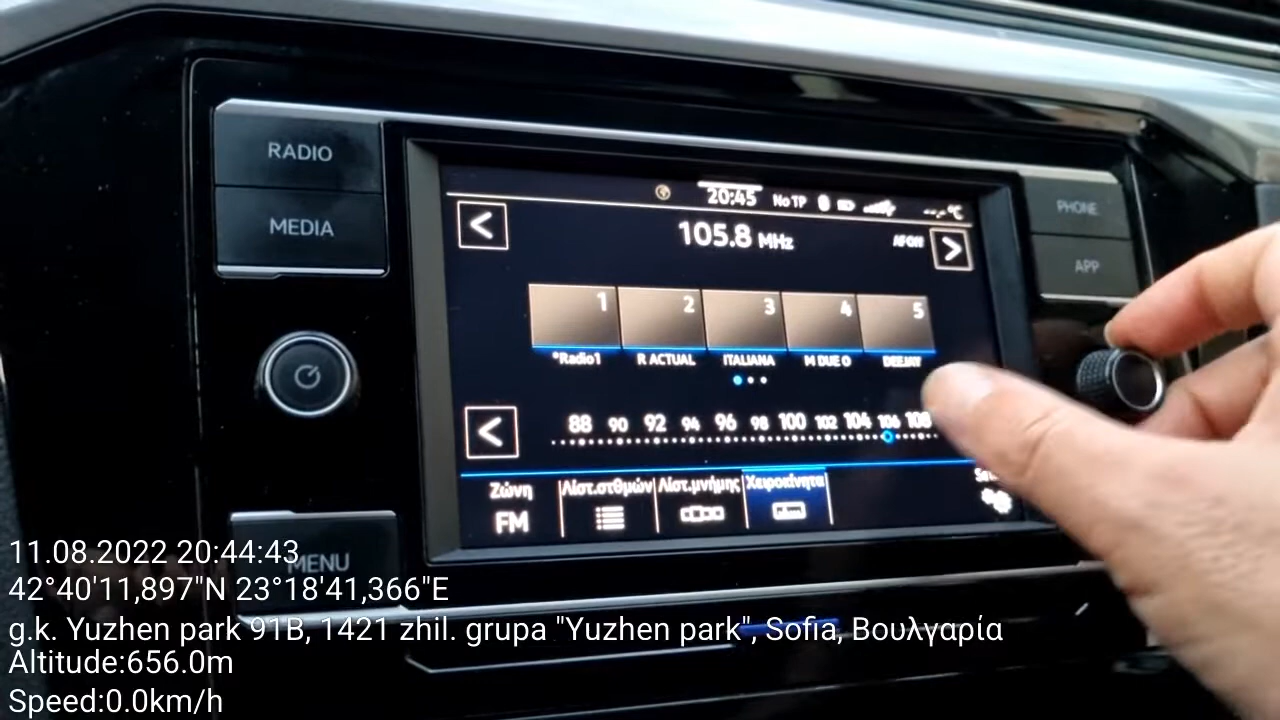 RADIO
MEDIA
MENU
PHONE
APP
20:45 No TP --,-°C
105.8 MHz
AF Off
<
>
1 2 3 4 5
*Radio1 R ACTUAL ITALIANA M DUE O DEEJAY
<
88 90 92 94 96 98 100 102 104 106 108
Ζώνη Λίστ.στθμών Λίστ.μνήμης Χειροκίνητα
FM
11.08.2022 20:44:43
42°40'11,897"N 23°18'41,366"E
g.k. Yuzhen park 91B, 1421 zhil. grupa "Yuzhen park", Sofia, Βουλγαρία
Altitude:656.0m
Speed:0.0km/h